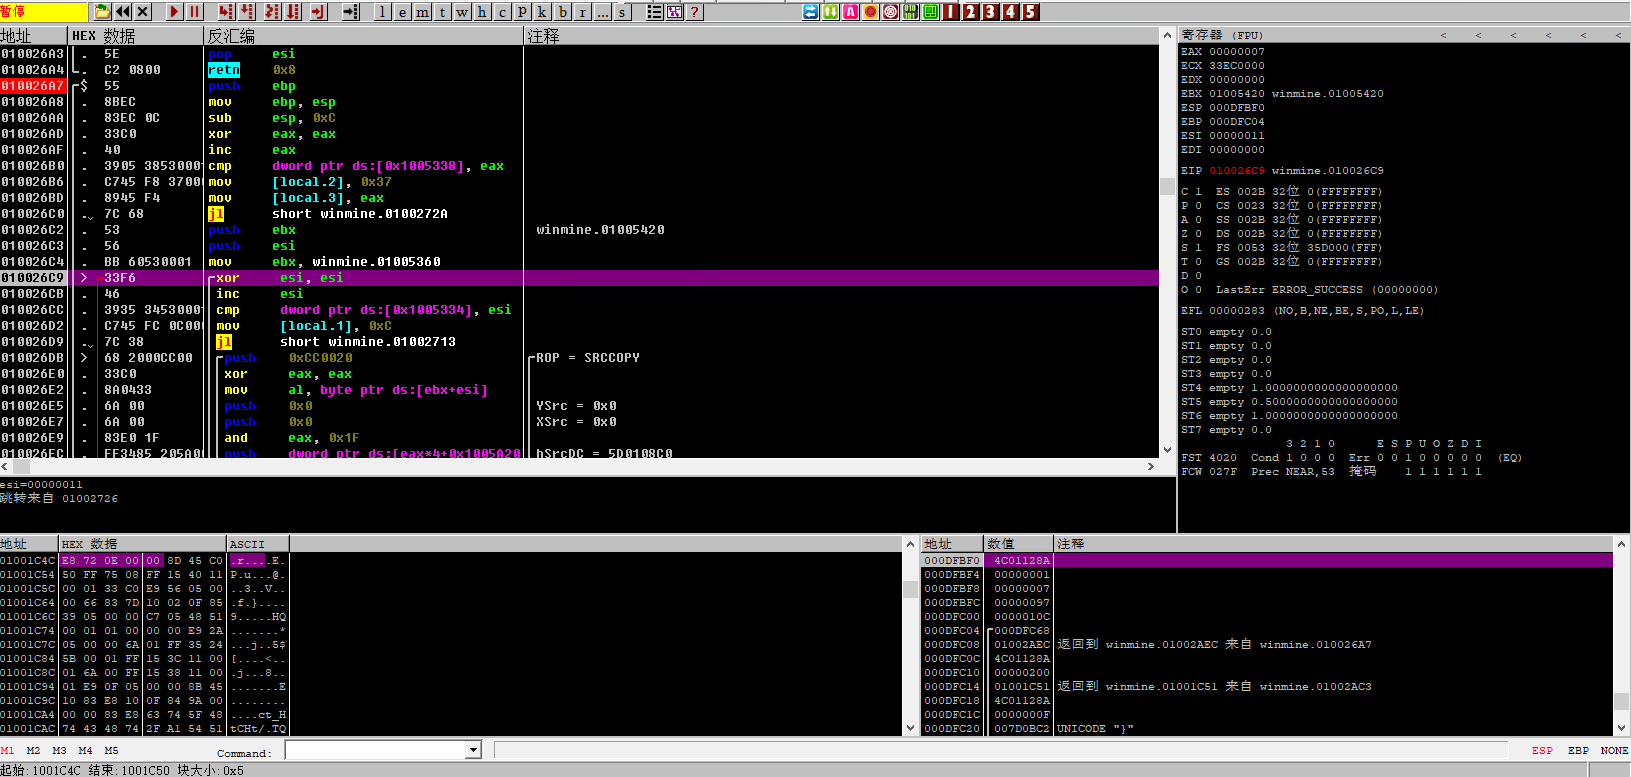 暂停
l e m t w h c p k b r ... s
? A 1 2 3 4 5
地址 HEX 数据 反汇编 注释
010026A3 . 5E pop esi
010026A4 . C2 0800 retn 0x8
010026A7 $ 55 push ebp
010026A8 . 8BEC mov ebp, esp
010026AA . 83EC 0C sub esp, 0xC
010026AD . 33C0 xor eax, eax
010026AF . 40 inc eax
010026B0 . 3905 38530001 cmp dword ptr ds:[0x1005338], eax
010026B6 . C745 F8 37000 mov [local.2], 0x37
010026BD . 8945 F4 mov [local.3], eax
010026C0 . 7C 68 jl short winmine.0100272A
010026C2 . 53 push ebx winmine.01005420
010026C3 . 56 push esi
010026C4 . BB 60530001 mov ebx, winmine.01005360
010026C9 > 33F6 xor esi, esi
010026CB . 46 inc esi
010026CC . 3935 34530001 cmp dword ptr ds:[0x1005334], esi
010026D2 . C745 FC 0C000 mov [local.1], 0xC
010026D9 . 7C 38 jl short winmine.01002713
010026DB > 68 2000CC00 push 0xCC0020 ROP = SRCCOPY
010026E0 . 33C0 xor eax, eax
010026E2 . 8A0433 mov al, byte ptr ds:[ebx+esi]
010026E5 . 6A 00 push 0x0 YSrc = 0x0
010026E7 . 6A 00 push 0x0 XSrc = 0x0
010026E9 . 83E0 1F and eax, 0x1F
010026EC . FF3485 205A00 push dword ptr ds:[eax*4+0x1005A20 hSrcDC = 5D0108C0
esi=00000011
跳转来自 01002726
寄存器 (FPU) < < < < < <
EAX 00000007
ECX 33EC0000
EDX 00000000
EBX 01005420 winmine.01005420
ESP 000DFBF0
EBP 000DFC04
ESI 00000011
EDI 00000000
EIP 010026C9 winmine.010026C9
C 1 ES 002B 32位 0(FFFFFFFF)
P 0 CS 0023 32位 0(FFFFFFFF)
A 0 SS 002B 32位 0(FFFFFFFF)
Z 0 DS 002B 32位 0(FFFFFFFF)
S 1 FS 0053 32位 35D000(FFF)
T 0 GS 002B 32位 0(FFFFFFFF)
D 0
O 0 LastErr ERROR_SUCCESS (00000000)
EFL 00000283 (NO,B,NE,BE,S,PO,L,LE)
ST0 empty 0.0
ST1 empty 0.0
ST2 empty 0.0
ST3 empty 0.0
ST4 empty 1.0000000000000000000
ST5 empty 0.5000000000000000000
ST6 empty 1.0000000000000000000
ST7 empty 0.0
3 2 1 0 E S P U O Z D I
FST 4020 Cond 1 0 0 0 Err 0 0 1 0 0 0 0 0 (EQ)
FCW 027F Prec NEAR,53 掩码 1 1 1 1 1 1
地址 HEX 数据 ASCII
01001C4C E8 72 0E 00 00 8D 45 C0 .r....E.
01001C54 50 FF 75 08 FF 15 40 11 P.u...@.
01001C5C 00 01 33 C0 E9 56 05 00 ..3..V..
01001C64 00 66 83 7D 10 02 0F 85 .f.}....
01001C6C 39 05 00 00 C7 05 48 51 9.....HQ
01001C74 00 01 01 00 00 00 E9 2A .......*
01001C7C 05 00 00 6A 01 FF 35 24 ...j..5$
01001C84 5B 00 01 FF 15 3C 11 00 [....<..
01001C8C 01 6A 00 FF 15 38 11 00 .j...8..
01001C94 01 E9 0F 05 00 00 8B 45 .......E
01001C9C 10 83 E8 10 0F 84 9A 00 ........
01001CA4 00 00 83 E8 63 74 5F 48 ....ct_H
01001CAC 74 43 48 74 2F A1 54 51 tCHt/.TQ
地址 数值 注释
000DFBF0 4C01128A
000DFBF4 00000001
000DFBF8 00000007
000DFBFC 00000097
000DFC00 0000010C
000DFC04 000DFC68
000DFC08 01002AEC 返回到 winmine.01002AEC 来自 winmine.010026A7
000DFC0C 4C01128A
000DFC10 00000200
000DFC14 01001C51 返回到 winmine.01001C51 来自 winmine.01002AC3
000DFC18 4C01128A
000DFC1C 0000000F
000DFC20 007D0BC2 UNICODE "}"
M1 M2 M3 M4 M5 Command: ESP EBP NONE
起始:1001C4C 结束:1001C50 块大小:0x5